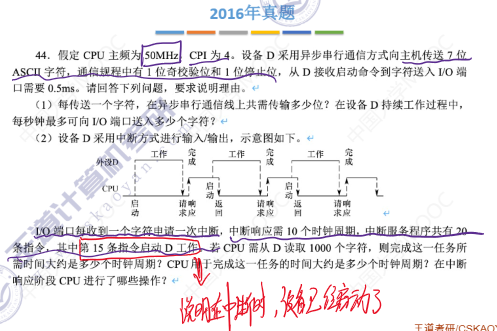 2016年真题
44. 假定 CPU 主频为 50MHz，CPI 为 4。设备 D 采用异步串行通信方式向主机传送 7 位
ASCII 字符，通信规程中有 1 位奇校验位和 1 位停止位，从 D 接收启动命令到字符送入 I/O 端
口需要 0.5ms。请回答下列问题，要求说明理由。
（1）每传送一个字符，在异步串行通信线上共需传输多少位？在设备 D 持续工作过程中，
每秒钟最多可向 I/O 端口送入多少个字符？
（2）设备 D 采用中断方式进行输入/输出，示意图如下。
工作 完成 工作 完成 工作 完成
外设D
CPU
启动 请求 响应 启动 返回 请求 响应 启动 返回 请求 响应
I/O 端口每收到一个字符申请一次中断，中断响应需 10 个时钟周期，中断服务程序共有 20
条指令，其中第 15 条指令启动 D 工作。若 CPU 需从 D 读取 1000 个字符，则完成这一任务所
需时间大约是多少个时钟周期？CPU 用于完成这一任务的时间大约是多少个时钟周期？在中断
响应阶段 CPU 进行了哪些操作？
说明在中断时，设备已经启动了
王道考研/CSKAOY